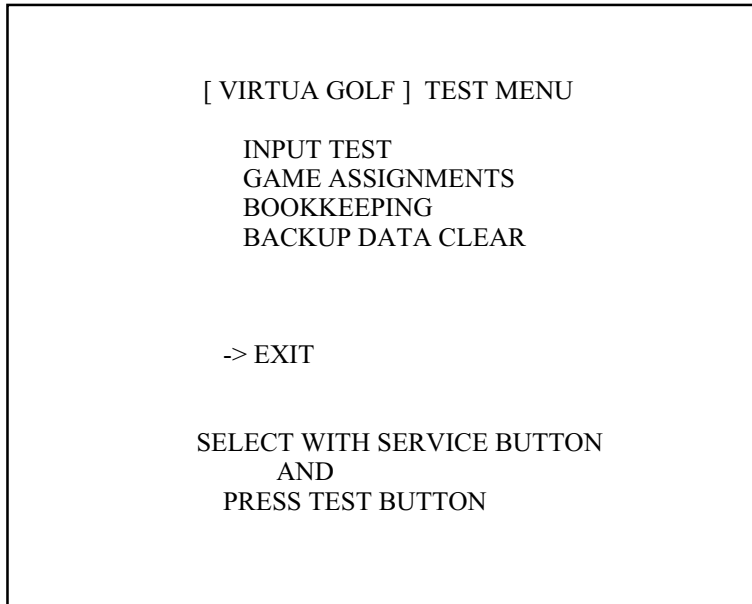 [ VIRTUA GOLF ]  TEST MENU
INPUT TEST
GAME ASSIGNMENTS
BOOKKEEPING
BACKUP DATA CLEAR
-> EXIT
SELECT WITH SERVICE BUTTON
AND
PRESS TEST BUTTON